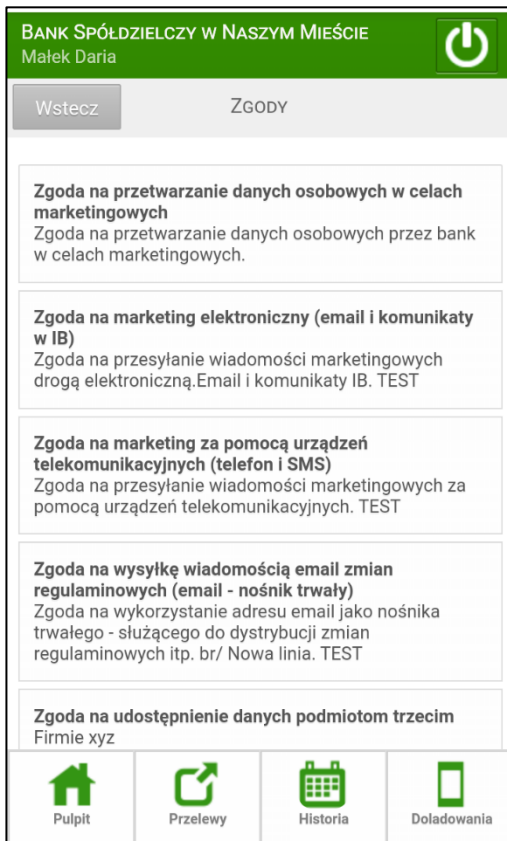 BANK SPÓŁDZIELCZY W NASZYM MIEŚCIE
Małek Daria
Wstecz
ZGODY
Zgoda na przetwarzanie danych osobowych w celach
marketingowych
Zgoda na przetwarzanie danych osobowych przez bank
w celach marketingowych.
Zgoda na marketing elektroniczny (email i komunikaty
w IB)
Zgoda na przesyłanie wiadomości marketingowych
drogą elektroniczną.Email i komunikaty IB. TEST
Zgoda na marketing za pomocą urządzeń
telekomunikacyjnych (telefon i SMS)
Zgoda na przesyłanie wiadomości marketingowych za
pomocą urządzeń telekomunikacyjnych. TEST
Zgoda na wysyłkę wiadomością email zmian
regulaminowych (email - nośnik trwały)
Zgoda na wykorzystanie adresu email jako nośnika
trwałego - służącego do dystrybucji zmian
regulaminowych itp. br/ Nowa linia. TEST
Zgoda na udostępnienie danych podmiotom trzecim
Firmie xyz
Pulpit
Przelewy
Historia
Doladowania